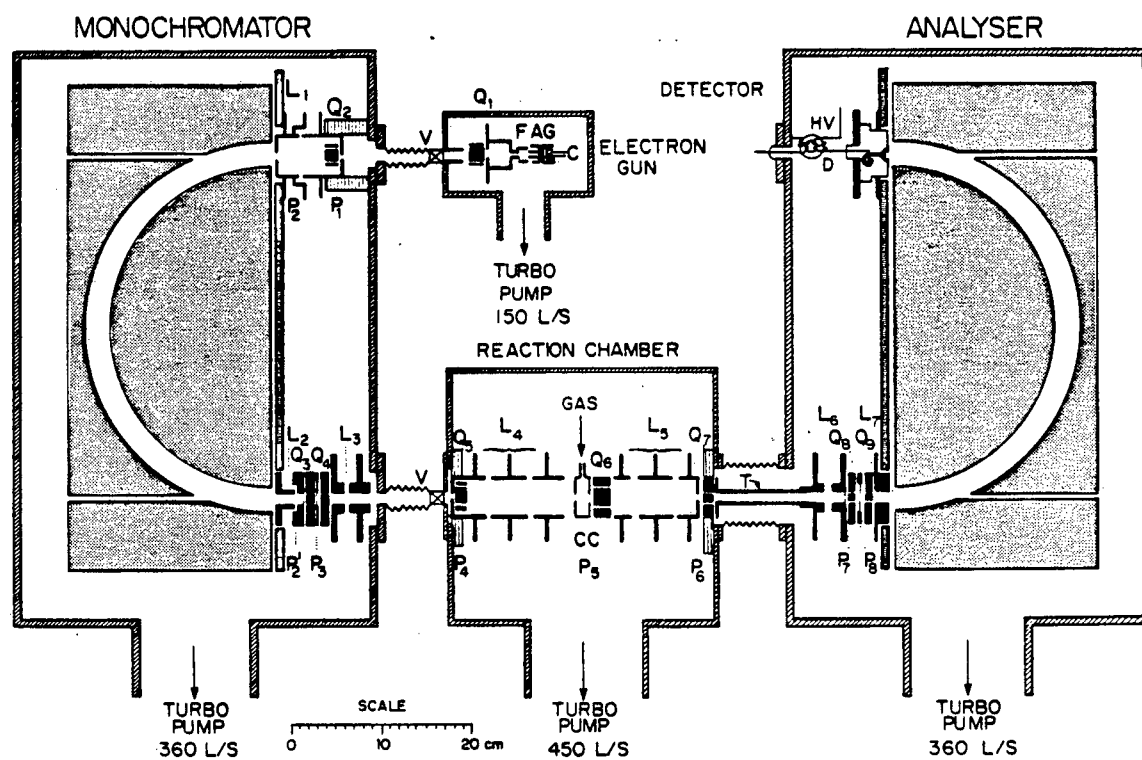 MONOCHROMATOR
ANALYSER
L1
Q2
Q1
V
F A G
C
ELECTRON
GUN
DETECTOR
HV
D
P2
P1
TURBO
PUMP
150 L/S
REACTION CHAMBER
GAS
L2
Q3
Q4
L3
V
Q5
L4
Q6
L5
Q7
T
L6
Q8
Q9
L7
P2'
P3
P4
CC
P5
P6
P7
P8
TURBO
PUMP
360 L/S
SCALE
0 10 20 cm
TURBO
PUMP
450 L/S
TURBO
PUMP
360 L/S